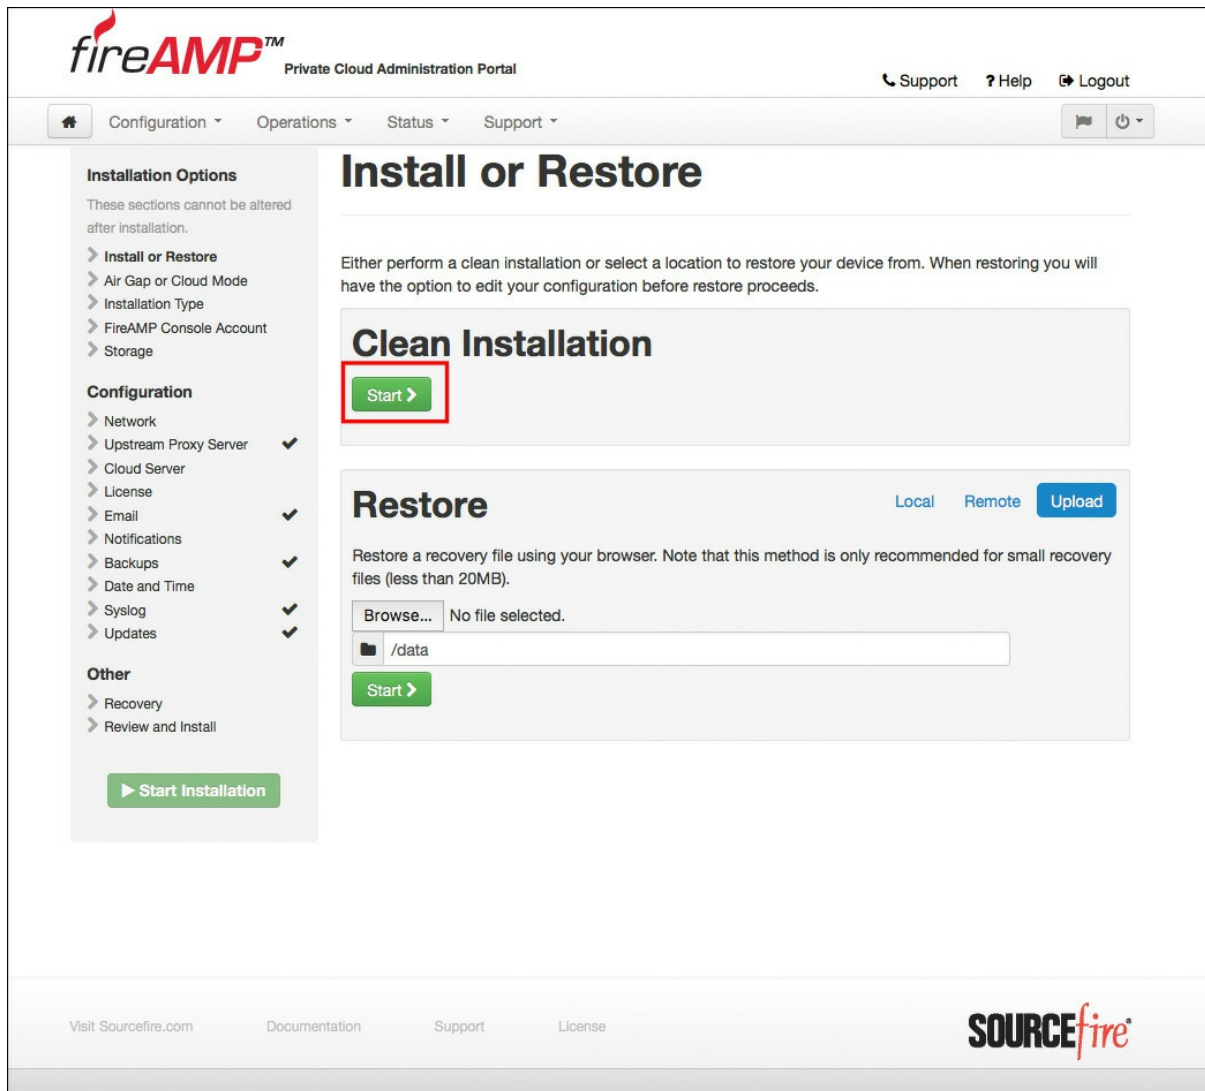 fireAMP™ Private Cloud Administration Portal
Support ? Help Logout
Configuration Operations Status Support
Installation Options
These sections cannot be altered
after installation.
Install or Restore
Air Gap or Cloud Mode
Installation Type
FireAMP Console Account
Storage
Configuration
Network
Upstream Proxy Server
Cloud Server
License
Email
Notifications
Backups
Date and Time
Syslog
Updates
Other
Recovery
Review and Install
Start Installation
Install or Restore
Either perform a clean installation or select a location to restore your device from. When restoring you will
have the option to edit your configuration before restore proceeds.
Clean Installation
Start
Restore
Local Remote Upload
Restore a recovery file using your browser. Note that this method is only recommended for small recovery
files (less than 20MB).
Browse... No file selected.
/data
Start
Visit Sourcefire.com Documentation Support License
SOURCEfire®